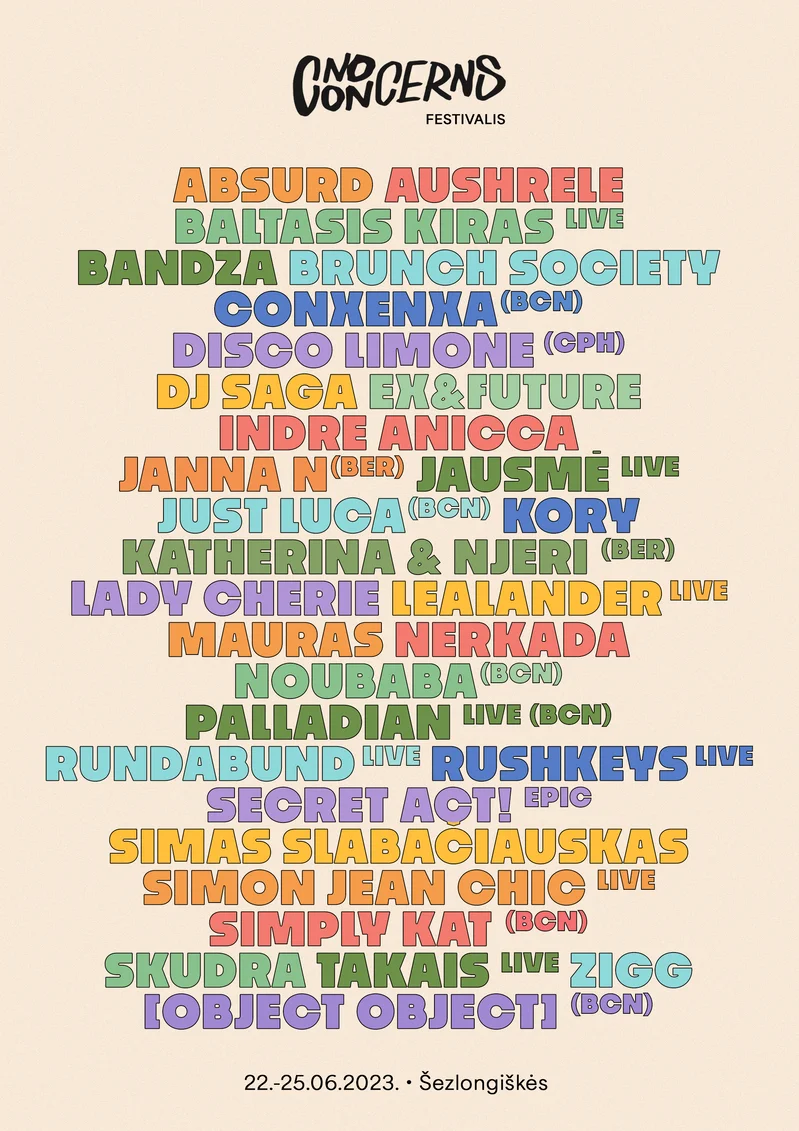 NO CONCERNS
FESTIVALIS
ABSURD AUSHRELE
BALTASIS KIRAS LIVE
BANDZA BRUNCH SOCIETY
CONXENXA (BCN)
DISCO LIMONE (CPH)
DJ SAGA EX&FUTURE
INDRE ANICCA
JANNA N (BER) JAUSMĖ LIVE
JUST LUCA (BCN) KORY
KATHERINA & NJERI (BER)
LADY CHERIE LEALANDER LIVE
MAURAS NERKADA
NOUBABA (BCN)
PALLADIAN LIVE (BCN)
RUNDABUND LIVE RUSHKEYS LIVE
SECRET ACT! EPIC
SIMAS SLABAČIAUSKAS
SIMON JEAN CHIC LIVE
SIMPLY KAT (BCN)
SKUDRA TAKAIS LIVE ZIGG
[OBJECT OBJECT] (BCN)
22.-25.06.2023. • Šezlongiškės